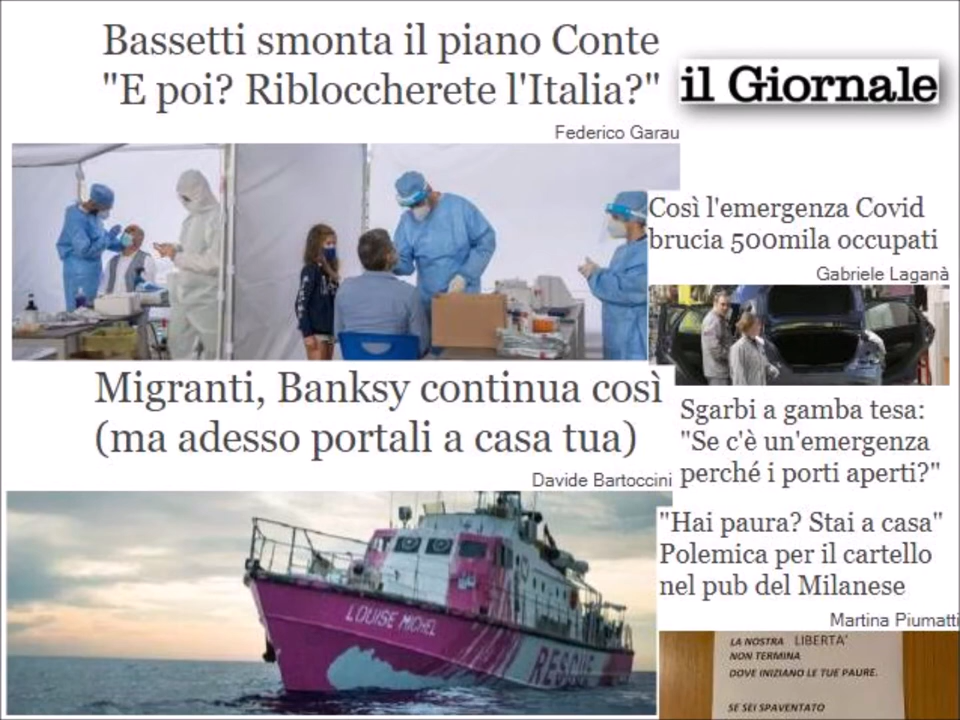 Bassetti smonta il piano Conte
"E poi? Ribloccherete l'Italia?"
Federico Garau
il Giornale
Così l'emergenza Covid
brucia 500mila occupati
Gabriele Laganà
Migranti, Banksy continua così
(ma adesso portali a casa tua)
Davide Bartoccini
LOUISE MICHEL
RESCUE
Sgarbi a gamba tesa:
"Se c'è un'emergenza
perché i porti aperti?"
"Hai paura? Stai a casa"
Polemica per il cartello
nel pub del Milanese
Martina Piumatti
LA NOSTRA LIBERTA'
NON TERMINA
DOVE INIZIANO LE TUE PAURE.
SE SEI SPAVENTATO